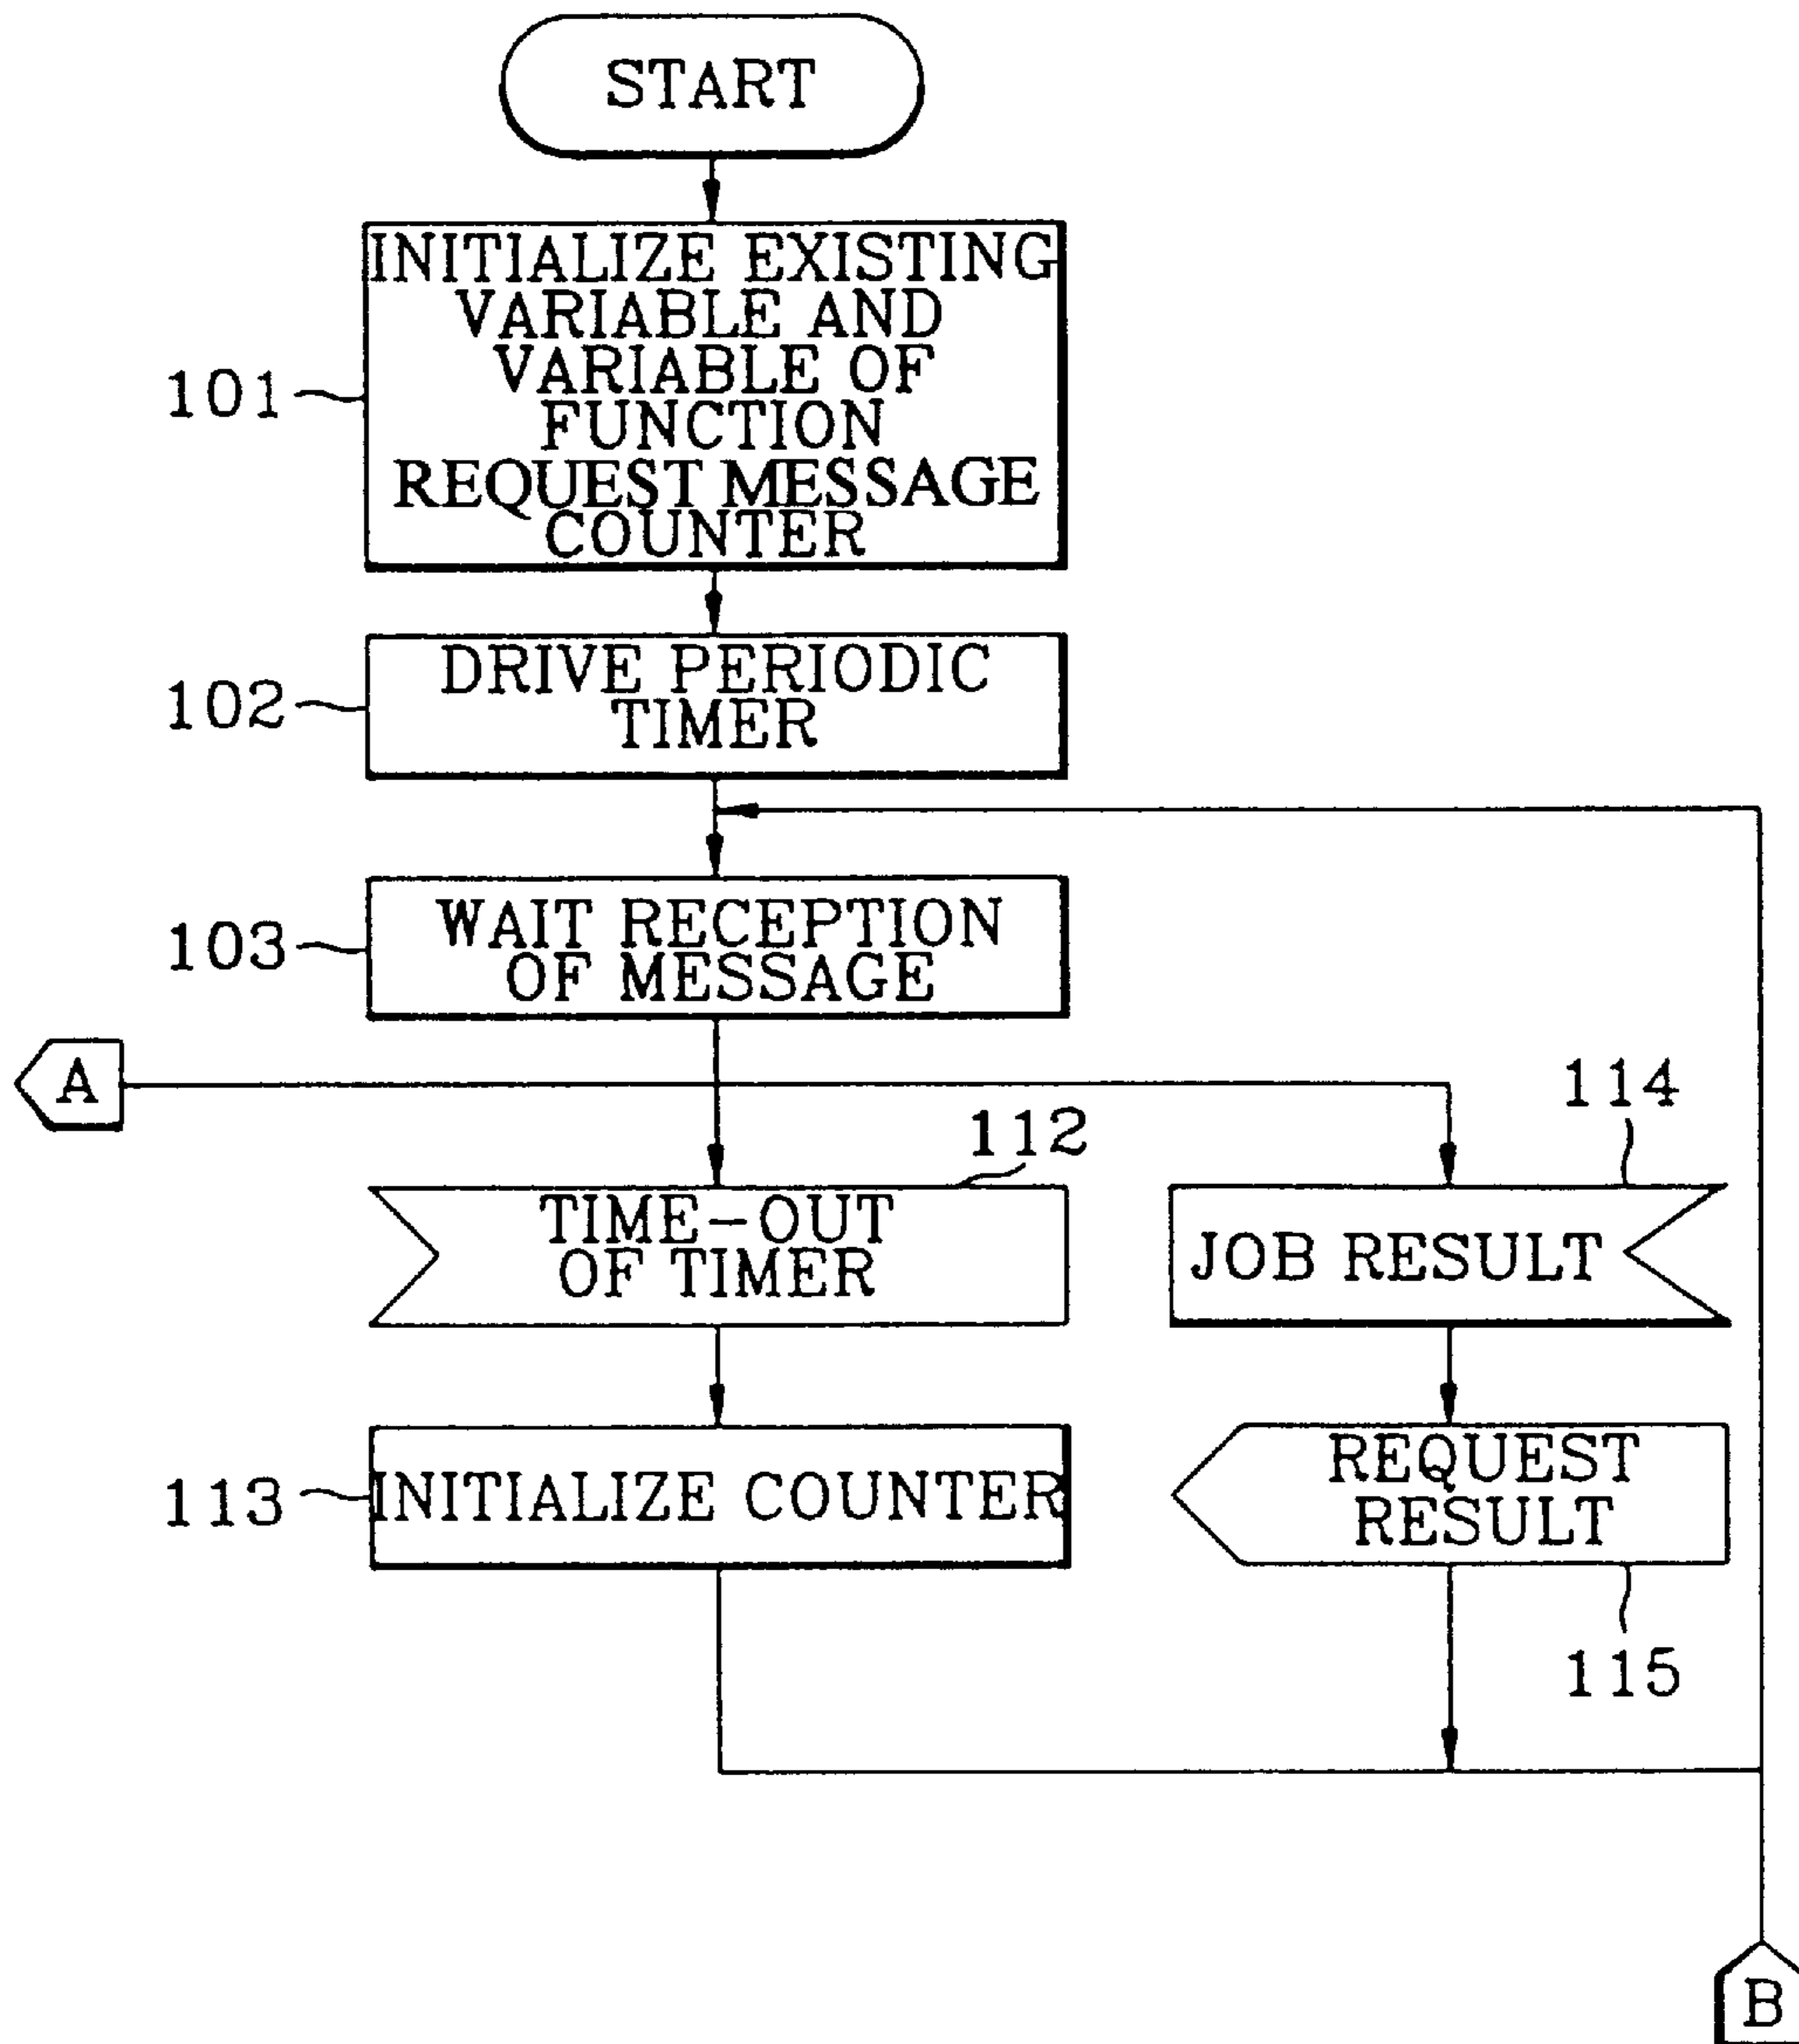 START
INITIALIZE EXISTING
VARIABLE AND
VARIABLE OF
FUNCTION
REQUEST MESSAGE
COUNTER
101
DRIVE PERIODIC
TIMER
102
WAIT RECEPTION
OF MESSAGE
103
A
112
TIME-OUT
OF TIMER
114
JOB RESULT
INITIALIZE COUNTER
113
REQUEST
RESULT
115
B